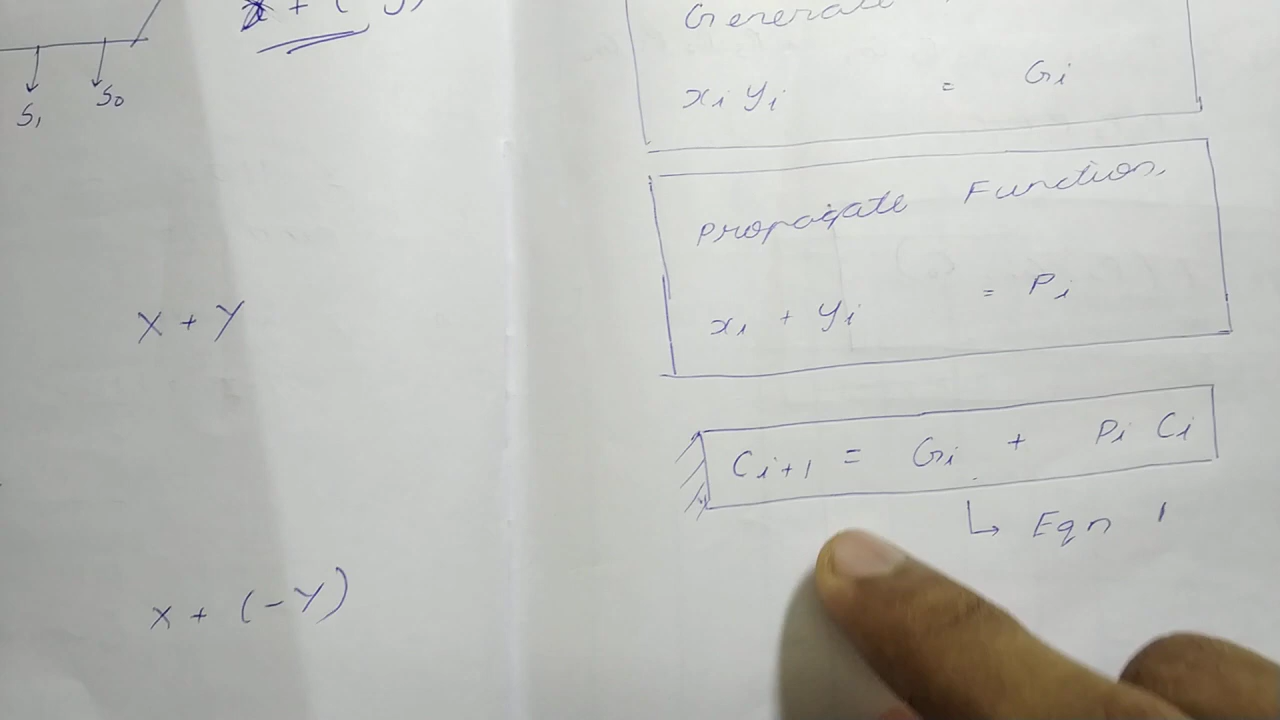 S₁ S₀
X + Y
X + (-Y)
Generate
xᵢ yᵢ = Gᵢ
Propagate Function,
xᵢ + yᵢ = Pᵢ
Cᵢ₊₁ = Gᵢ + Pᵢ Cᵢ
↳ Eqn 1